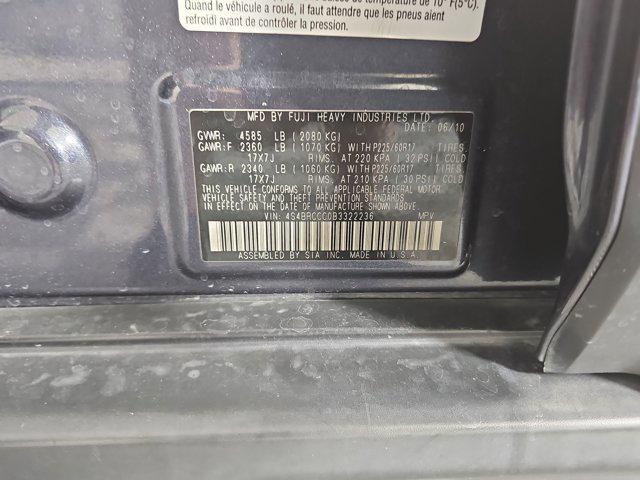 Quand le véhicule a roulé, il faut attendre que les pneus aient
refroidi avant de contrôler la pression.
MFD BY FUJI HEAVY INDUSTRIES LTD.
DATE: 06/10
GVWR: 4585 LB (2080 KG)
GAWR:F 2360 LB (1070 KG) WITH P225/60R17 TIRES
17X7J RIMS. AT 220 KPA (32 PSI) COLD
GAWR:R 2340 LB (1060 KG) WITH P225/60R17 TIRES
17X7J RIMS. AT 210 KPA (30 PSI) COLD
THIS VEHICLE CONFORMS TO ALL APPLICABLE FEDERAL MOTOR
VEHICLE SAFETY AND THEFT PREVENTION STANDARDS
IN EFFECT ON THE DATE OF MANUFACTURE SHOWN ABOVE.
VIN: 4S4BRCCC0B3322236 MPV
ASSEMBLED BY SIA INC. MADE IN U.S.A.